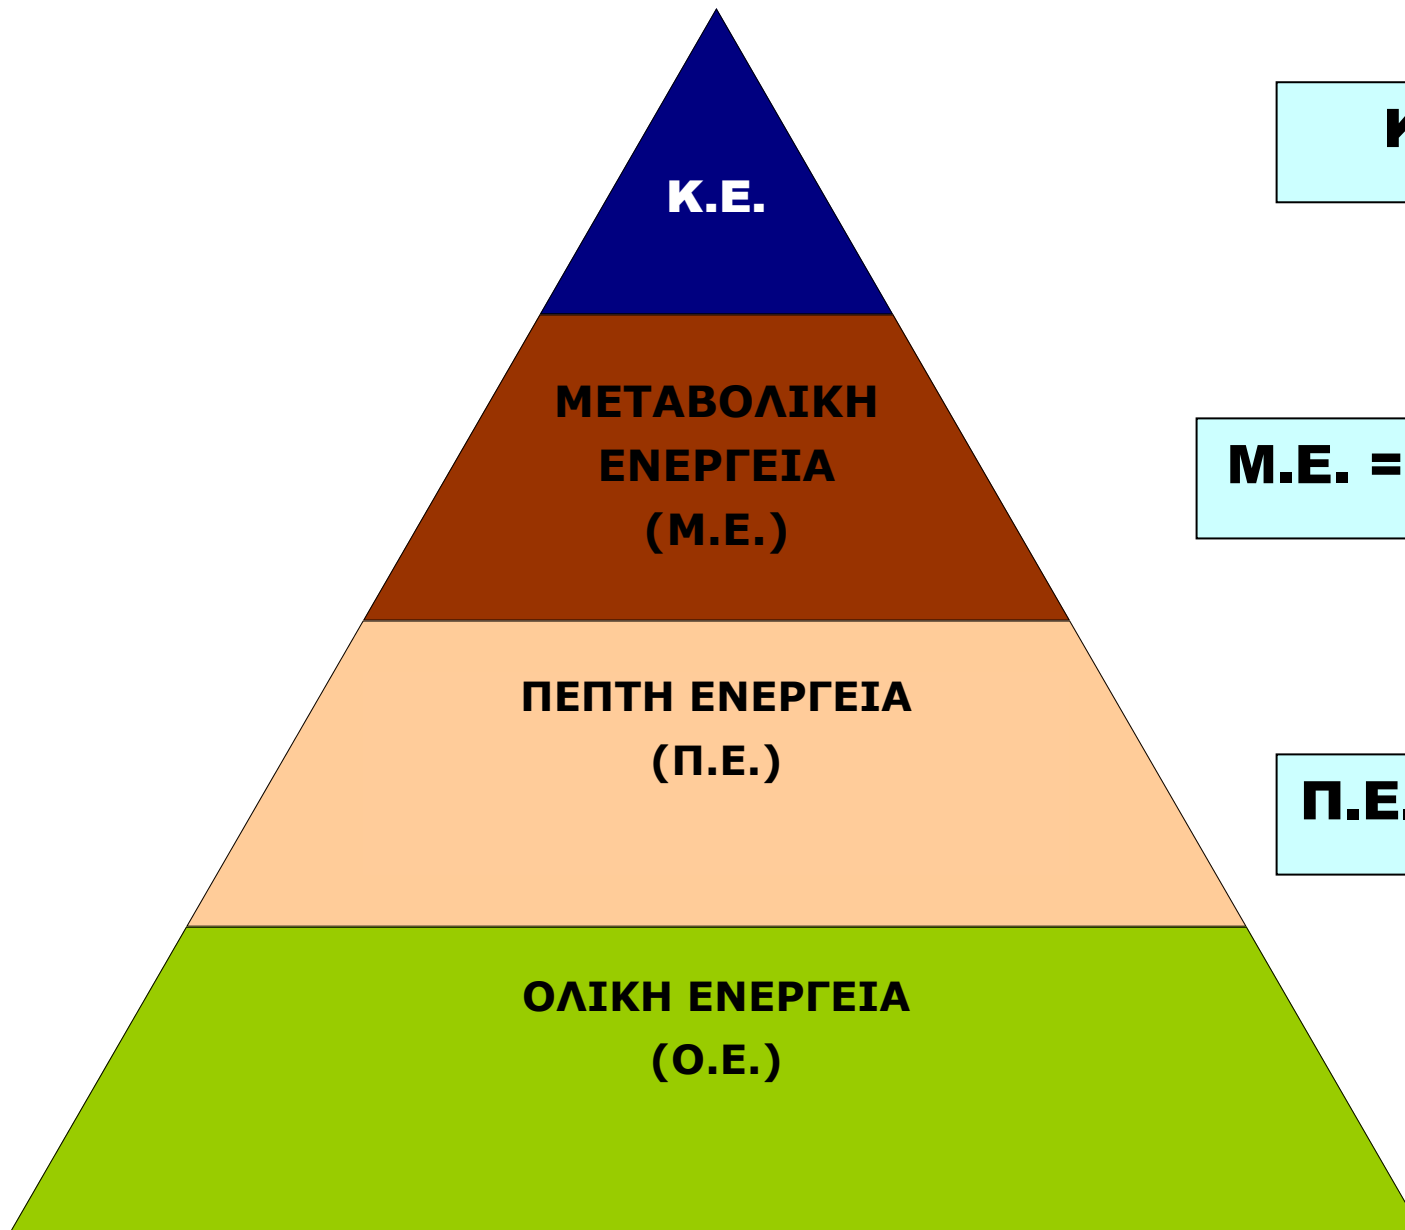 Κ.Ε.
Κ
ΜΕΤΑΒΟΛΙΚΗ
ΕΝΕΡΓΕΙΑ
(Μ.Ε.)
Μ.Ε. =
ΠΕΠΤΗ ΕΝΕΡΓΕΙΑ
(Π.Ε.)
Π.Ε.
ΟΛΙΚΗ ΕΝΕΡΓΕΙΑ
(Ο.Ε.)